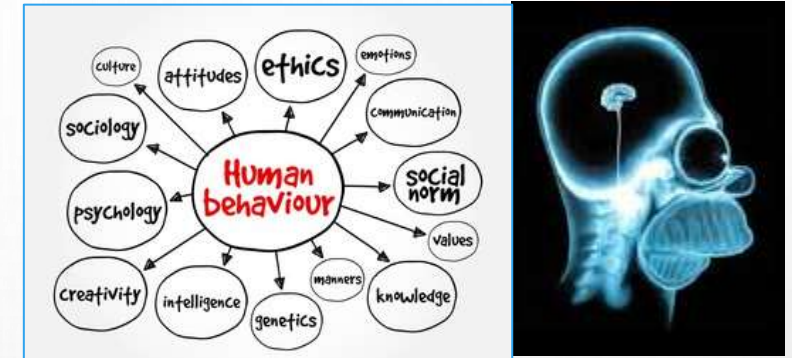 culture
attitudes
ethics
emotions
communication
sociology
Human
behaviour
social
norm
psychology
values
creativity
intelligence
genetics
manners
knowledge